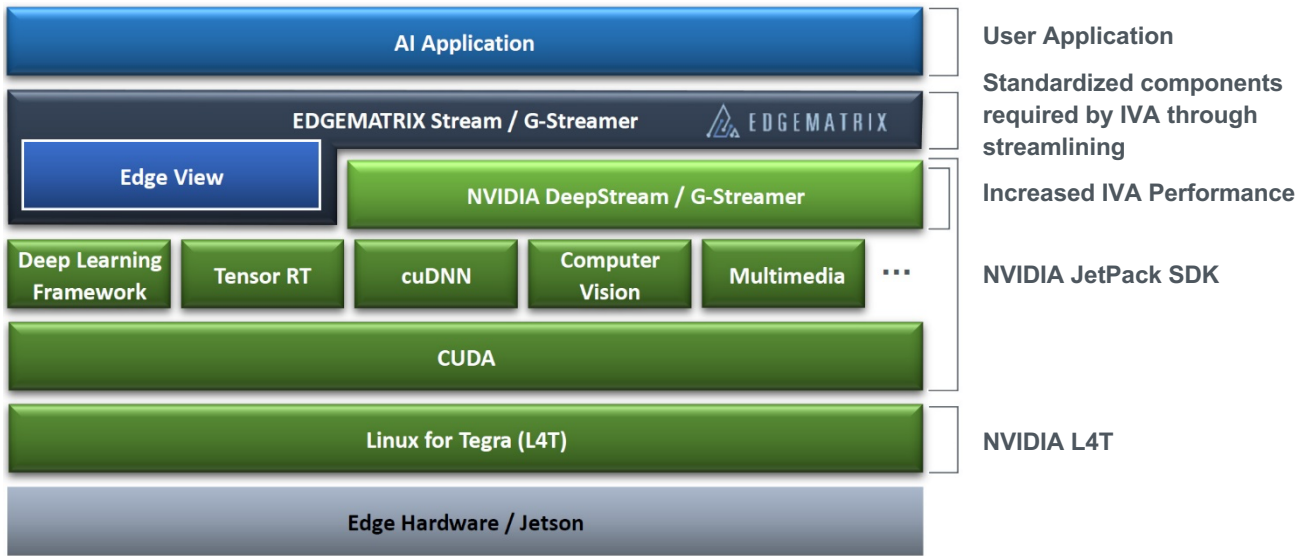 AI Application
User Application
EDGEMATRIX Stream / G-Streamer
EDGEMATRIX
Standardized components
required by IVA through
streamlining
Edge View
NVIDIA DeepStream / G-Streamer
Increased IVA Performance
Deep Learning
Framework
Tensor RT
cuDNN
Computer
Vision
Multimedia
...
NVIDIA JetPack SDK
CUDA
Linux for Tegra (L4T)
NVIDIA L4T
Edge Hardware / Jetson